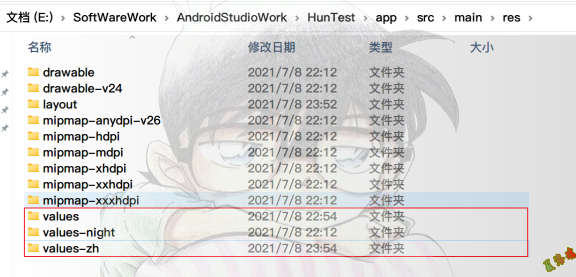 文档 (E:) › SoftWareWork › AndroidStudioWork › HunTest › app › src › main › res ›
名称 修改日期 类型 大小
drawable 2021/7/8 22:12 文件夹
drawable-v24 2021/7/8 22:12 文件夹
layout 2021/7/8 23:52 文件夹
mipmap-anydpi-v26 2021/7/8 22:12 文件夹
mipmap-hdpi 2021/7/8 22:12 文件夹
mipmap-mdpi 2021/7/8 22:12 文件夹
mipmap-xhdpi 2021/7/8 22:12 文件夹
mipmap-xxhdpi 2021/7/8 22:12 文件夹
mipmap-xxxhdpi 2021/7/8 22:12 文件夹
values 2021/7/8 22:54 文件夹
values-night 2021/7/8 22:12 文件夹
values-zh 2021/7/8 23:54 文件夹